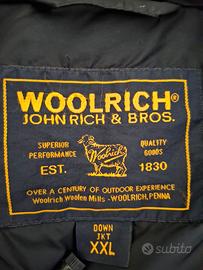 WOOLRICH®
JOHN RICH & BROS.
SUPERIOR PERFORMANCE
QUALITY GOODS
Woolrich
EST. 1830
OVER A CENTURY OF OUTDOOR EXPERIENCE
Woolrich Woolen Mills - WOOLRICH, PENNA
DOWN
JKT
XXL
subito